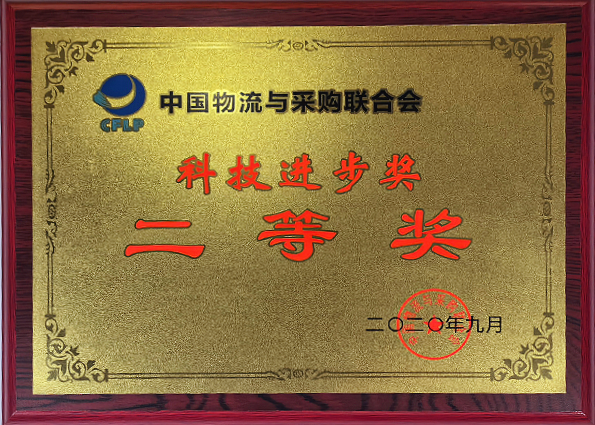 CFLP
中国物流与采购联合会
科技进步奖
二等奖
二〇二〇年九月